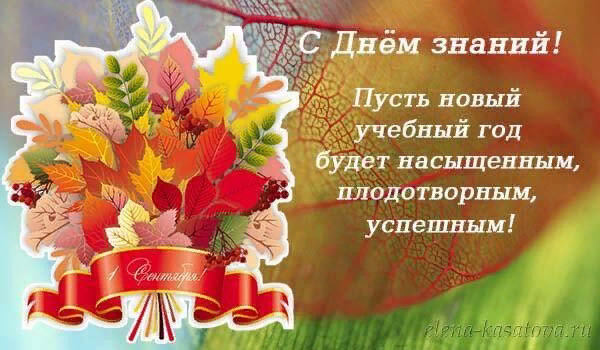 С Днём знаний!
Пусть новый
учебный год
будет насыщенным,
плодотворным,
успешным!
1 Сентября!
elena-kasatova.ru